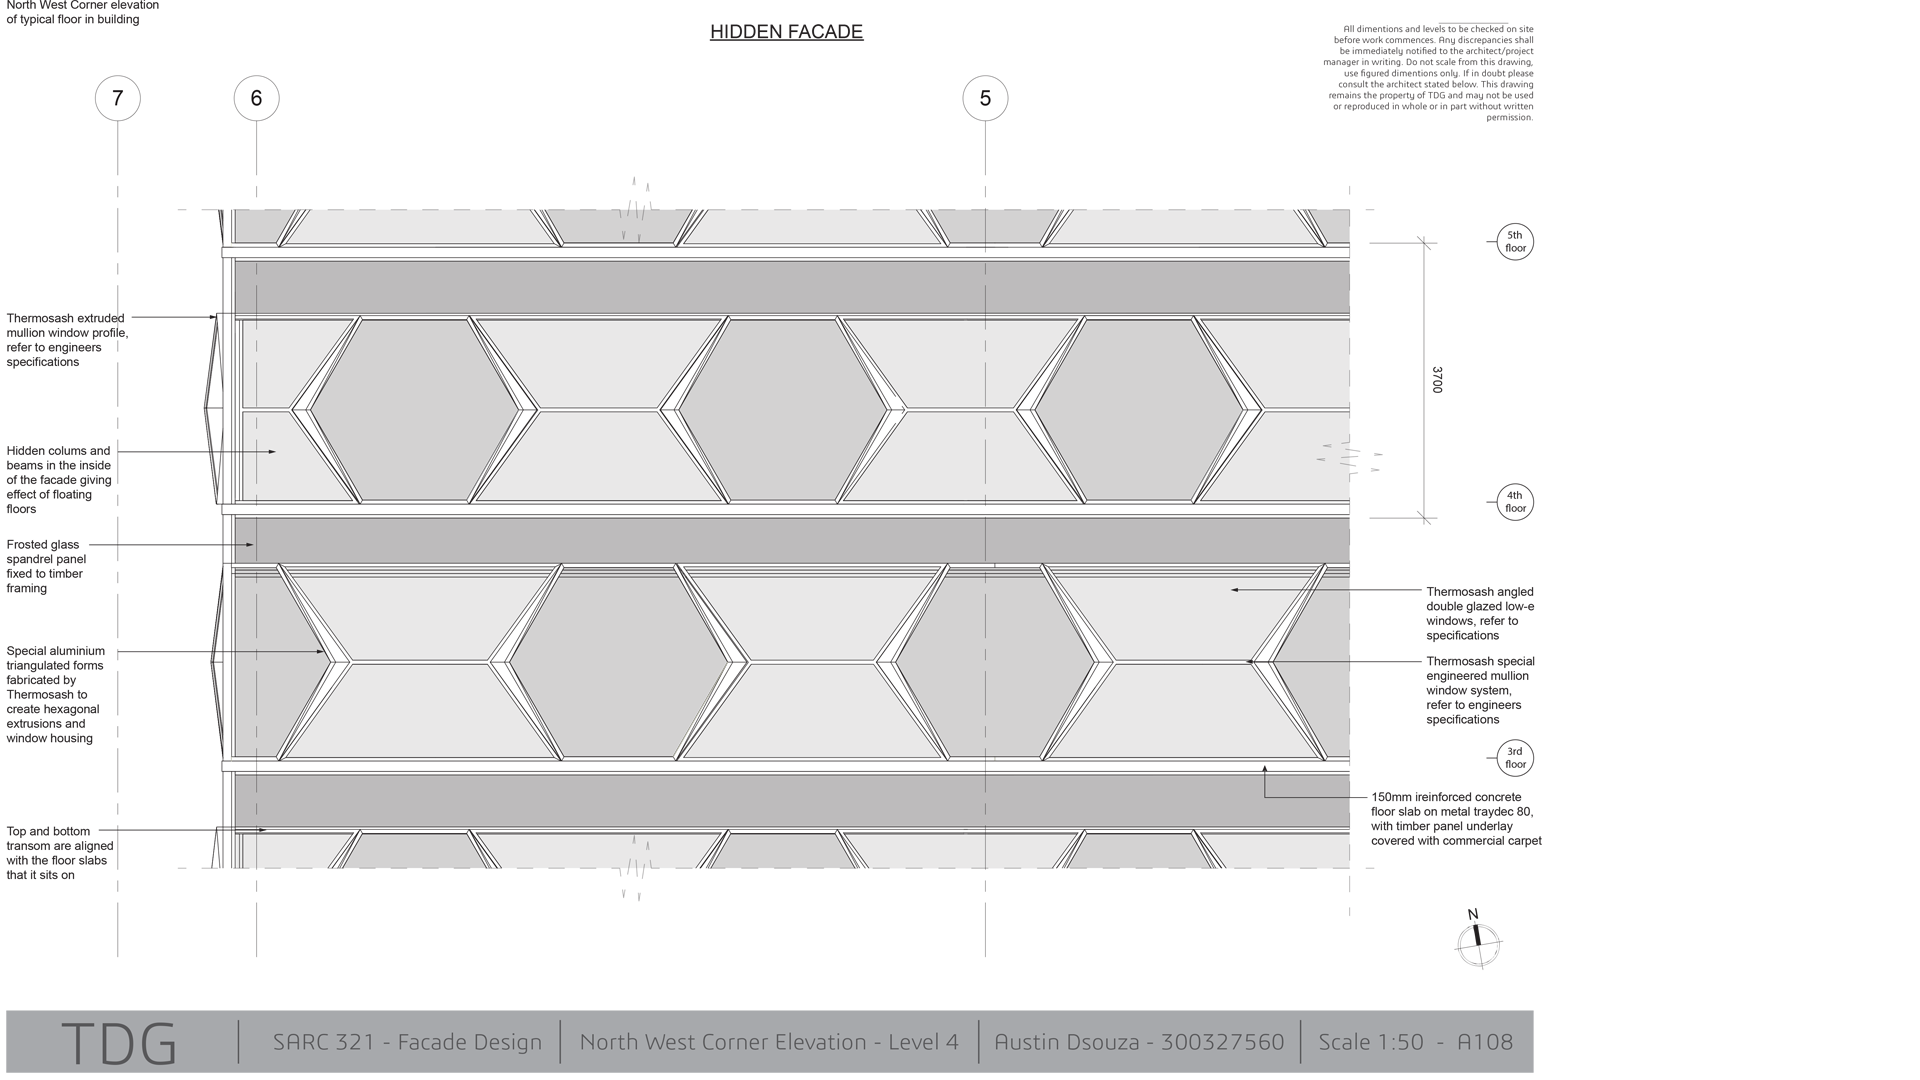 North West Corner elevation
of typical floor in building
HIDDEN FACADE
All dimentions and levels to be checked on site
before work commences. Any discrepancies shall
be immediately notified to the architect/project
manager in writing. Do not scale from this drawing,
use figured dimentions only. If in doubt please
consult the architect stated below. This drawing
remains the property of TDG and may not be used
or reproduced in whole or in part without written
permission.
7
6
5
5th
floor
Thermosash extruded
mullion window profile,
refer to engineers
specifications
3700
Hidden colums and
beams in the inside
of the facade giving
effect of floating
floors
4th
floor
Frosted glass
spandrel panel
fixed to timber
framing
Thermosash angled
double glazed low-e
windows, refer to
specifications
Special aluminium
triangulated forms
fabricated by
Thermosash to
create hexagonal
extrusions and
window housing
Thermosash special
engineered mullion
window system,
refer to engineers
specifications
3rd
floor
150mm ireinforced concrete
floor slab on metal traydec 80,
with timber panel underlay
covered with commercial carpet
Top and bottom
transom are aligned
with the floor slabs
that it sits on
N
TDG
SARC 321 - Facade Design
North West Corner Elevation - Level 4
Austin Dsouza - 300327560
Scale 1:50 - A108